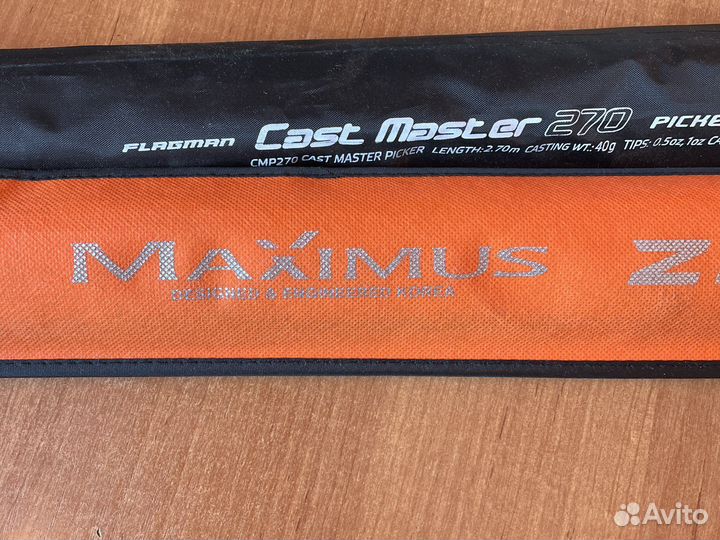 FLAGMAN Cast Master 270 PICKE
CMP270 CAST MASTER PICKER LENGTH:2.70m CASTING WT.:40g TIPS: 0.5oz, 1oz CA
MAXIMUS Z
DESIGNED & ENGINEERED KOREA
Avito